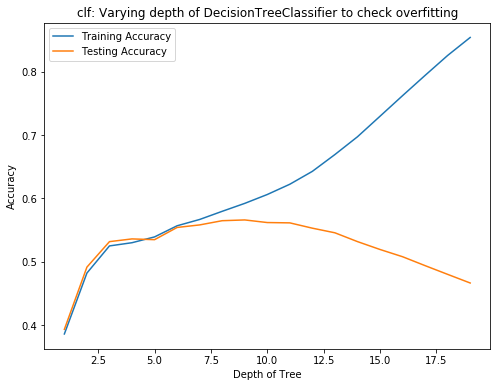 clf: Varying depth of DecisionTreeClassifier to check overfitting
Training Accuracy
Testing Accuracy
0.8
0.7
0.6
0.5
0.4
Accuracy
2.5 5.0 7.5 10.0 12.5 15.0 17.5
Depth of Tree